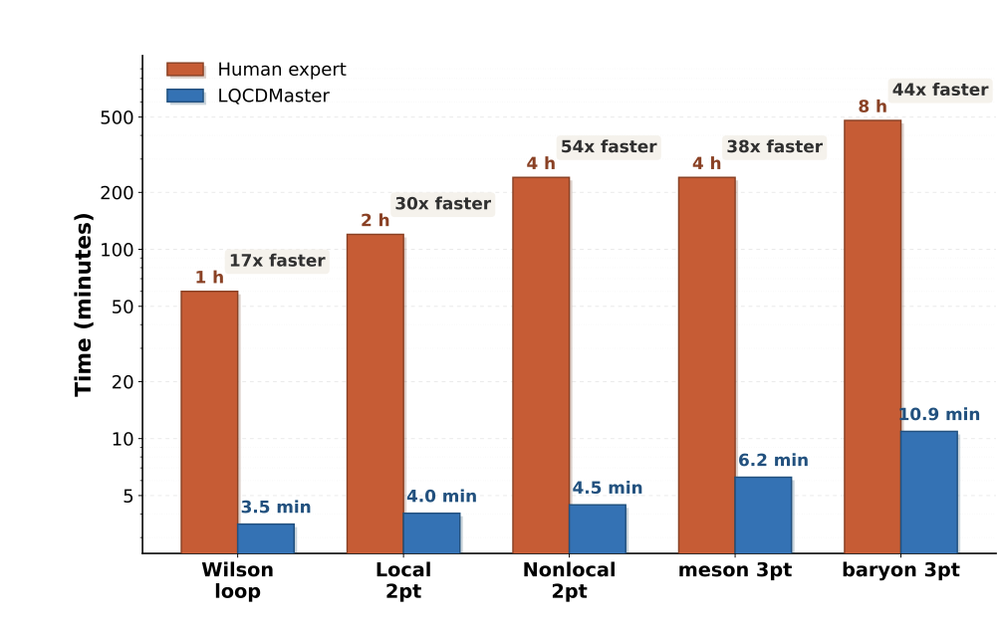 Human expert
LQCDMaster
Time (minutes)
500
200
100
50
20
10
5
1 h
17x faster
3.5 min
2 h
30x faster
4.0 min
4 h
54x faster
4.5 min
4 h
38x faster
6.2 min
8 h
44x faster
10.9 min
Wilson
loop
Local
2pt
Nonlocal
2pt
meson 3pt
baryon 3pt